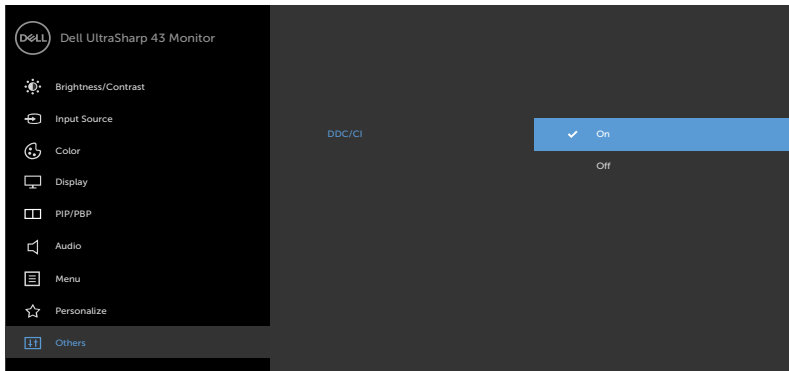 DELL
Dell UltraSharp 43 Monitor
Brightness/Contrast
Input Source
Color
Display
PIP/PBP
Audio
Menu
Personalize
Others
DDC/CI
On
Off